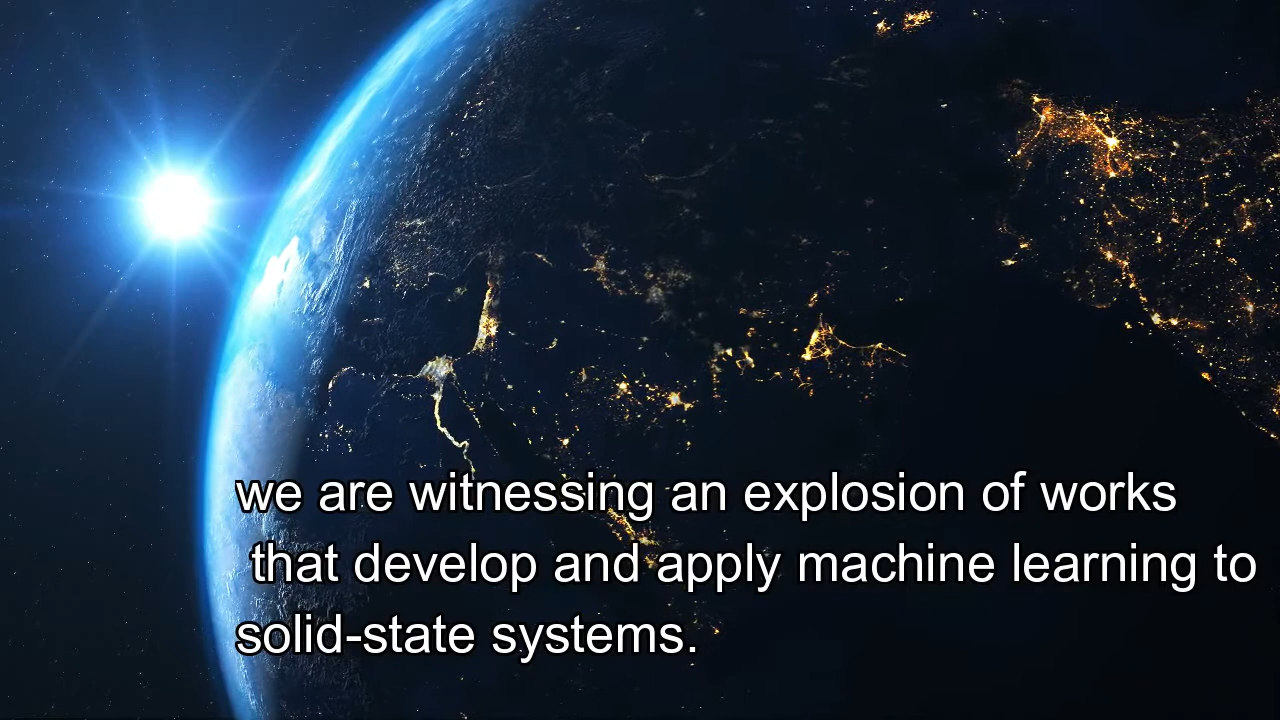 we are witnessing an explosion of works
that develop and apply machine learning to
solid-state systems.